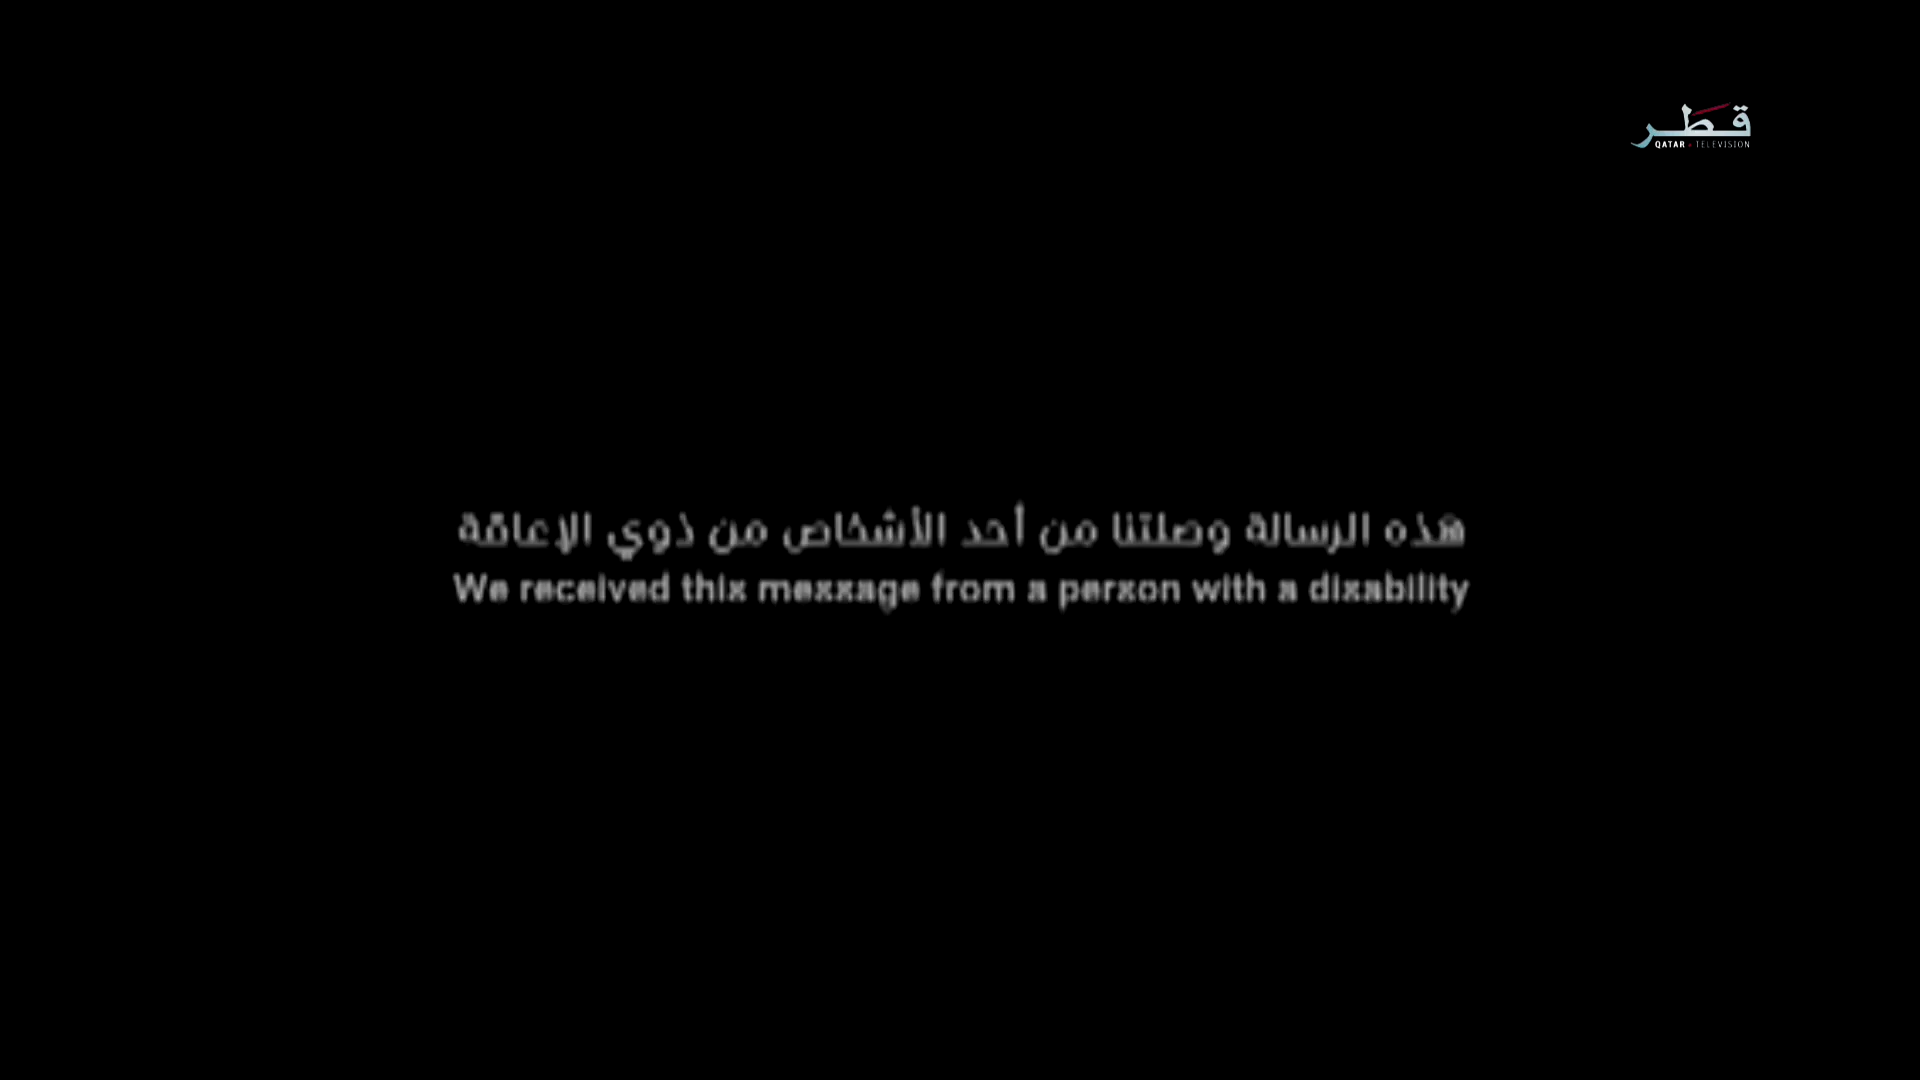 قطر
QATAR TELEVISION
هذه الرسالة وصلتنا من أحد الأشخاص من ذوي الإعاقة
We received thix mexxage from a perxon with a dixability